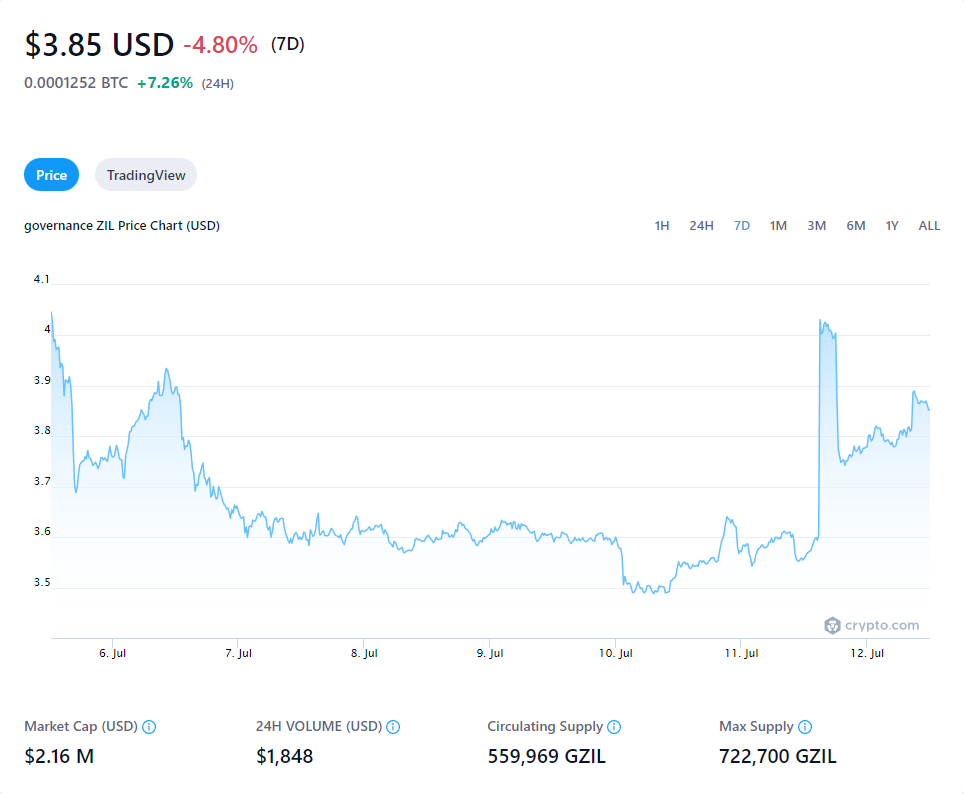 $3.85 USD -4.80% (7D)
0.0001252 BTC +7.26% (24H)
Price TradingView
governance ZIL Price Chart (USD) 1H 24H 7D 1M 3M 6M 1Y ALL
4.1
4
3.9
3.8
3.7
3.6
3.5
crypto.com
6. Jul 7. Jul 8. Jul 9. Jul 10. Jul 11. Jul 12. Jul
Market Cap (USD) 24H VOLUME (USD) Circulating Supply Max Supply
$2.16 M $1,848 559,969 GZIL 722,700 GZIL